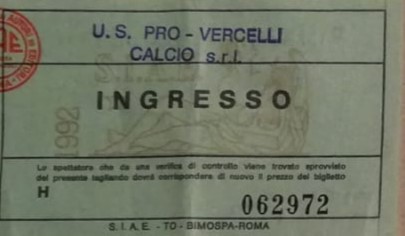 U. S. PRO - VERCELLI
CALCIO s.r.l.
INGRESSO
1992
Lo spettatore che da una verifica di controllo viene trovato sprovvisto
del presente tagliando dovrà corrispondere di nuovo il prezzo del biglietto
H
062972
S. I. A. E. - TO - BIMOSPA-ROMA